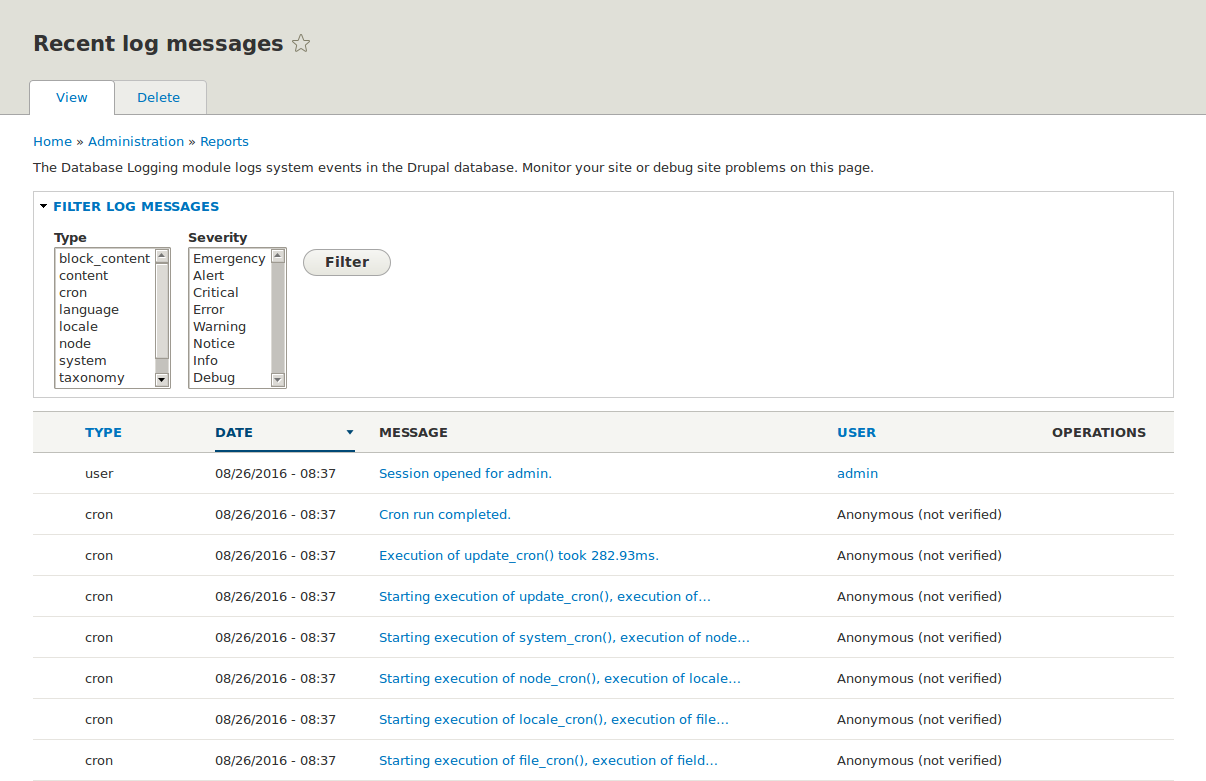 Recent log messages
View Delete
Home » Administration » Reports
The Database Logging module logs system events in the Drupal database. Monitor your site or debug site problems on this page.
FILTER LOG MESSAGES
Type Severity
block_content Emergency Filter
content Alert
cron Critical
language Error
locale Warning
node Notice
system Info
taxonomy Debug
TYPE DATE MESSAGE USER OPERATIONS
user 08/26/2016 - 08:37 Session opened for admin. admin
cron 08/26/2016 - 08:37 Cron run completed. Anonymous (not verified)
cron 08/26/2016 - 08:37 Execution of update_cron() took 282.93ms. Anonymous (not verified)
cron 08/26/2016 - 08:37 Starting execution of update_cron(), execution of… Anonymous (not verified)
cron 08/26/2016 - 08:37 Starting execution of system_cron(), execution of node… Anonymous (not verified)
cron 08/26/2016 - 08:37 Starting execution of node_cron(), execution of locale… Anonymous (not verified)
cron 08/26/2016 - 08:37 Starting execution of locale_cron(), execution of file… Anonymous (not verified)
cron 08/26/2016 - 08:37 Starting execution of file_cron(), execution of field… Anonymous (not verified)